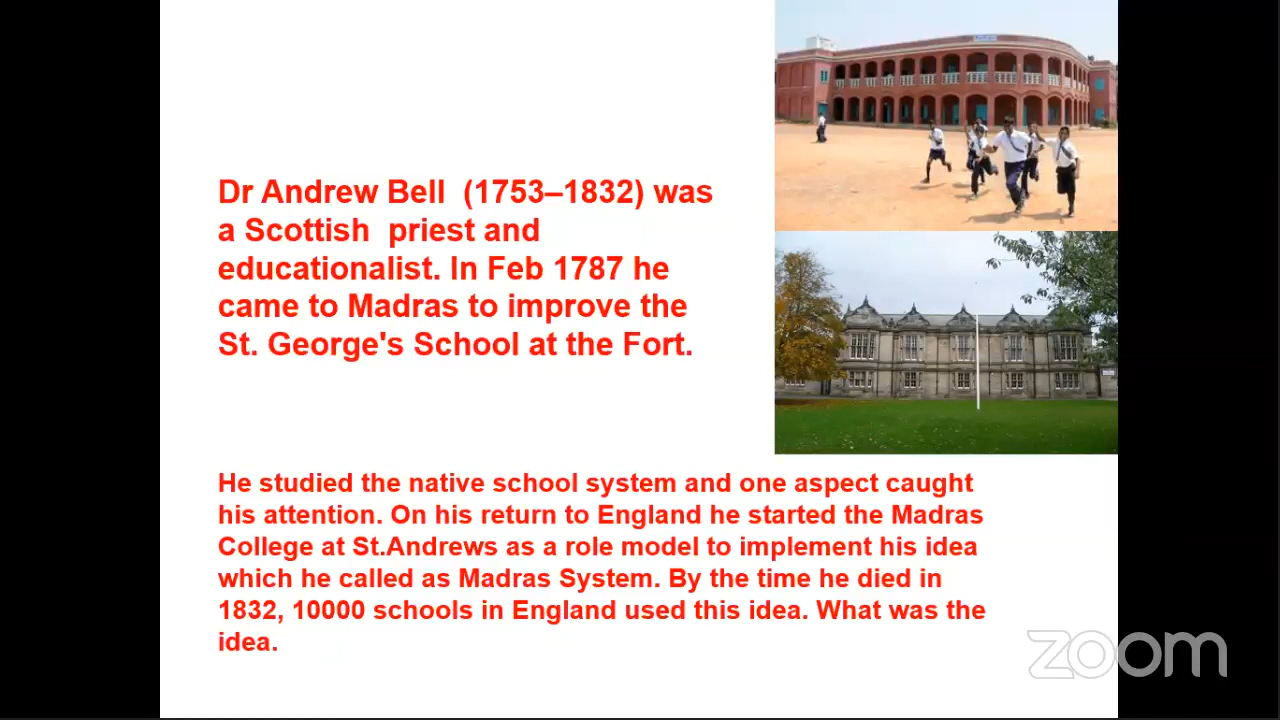 Dr Andrew Bell  (1753–1832) was
a Scottish  priest and
educationalist. In Feb 1787 he
came to Madras to improve the
St. George's School at the Fort.
He studied the native school system and one aspect caught
his attention. On his return to England he started the Madras
College at St.Andrews as a role model to implement his idea
which he called as Madras System. By the time he died in
1832, 10000 schools in England used this idea. What was the
idea.
zoom